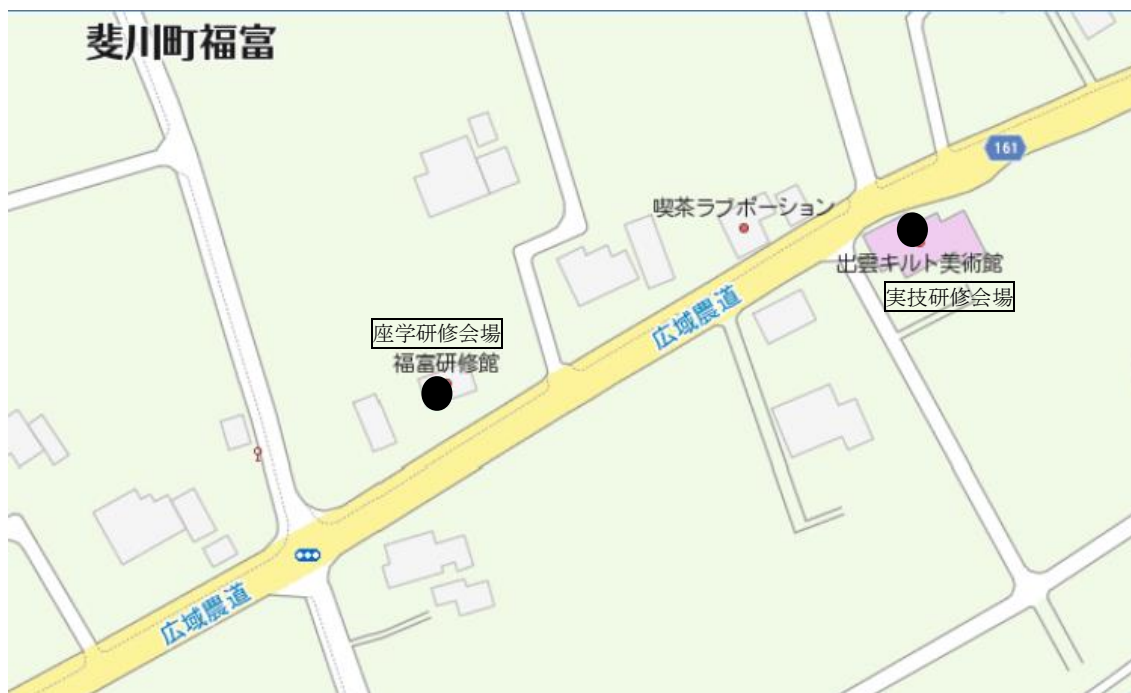 斐川町福富
161
喫茶ラブポーション
出雲キルト美術館
実技研修会場
広域農道
座学研修会場
福富研修館
広域農道